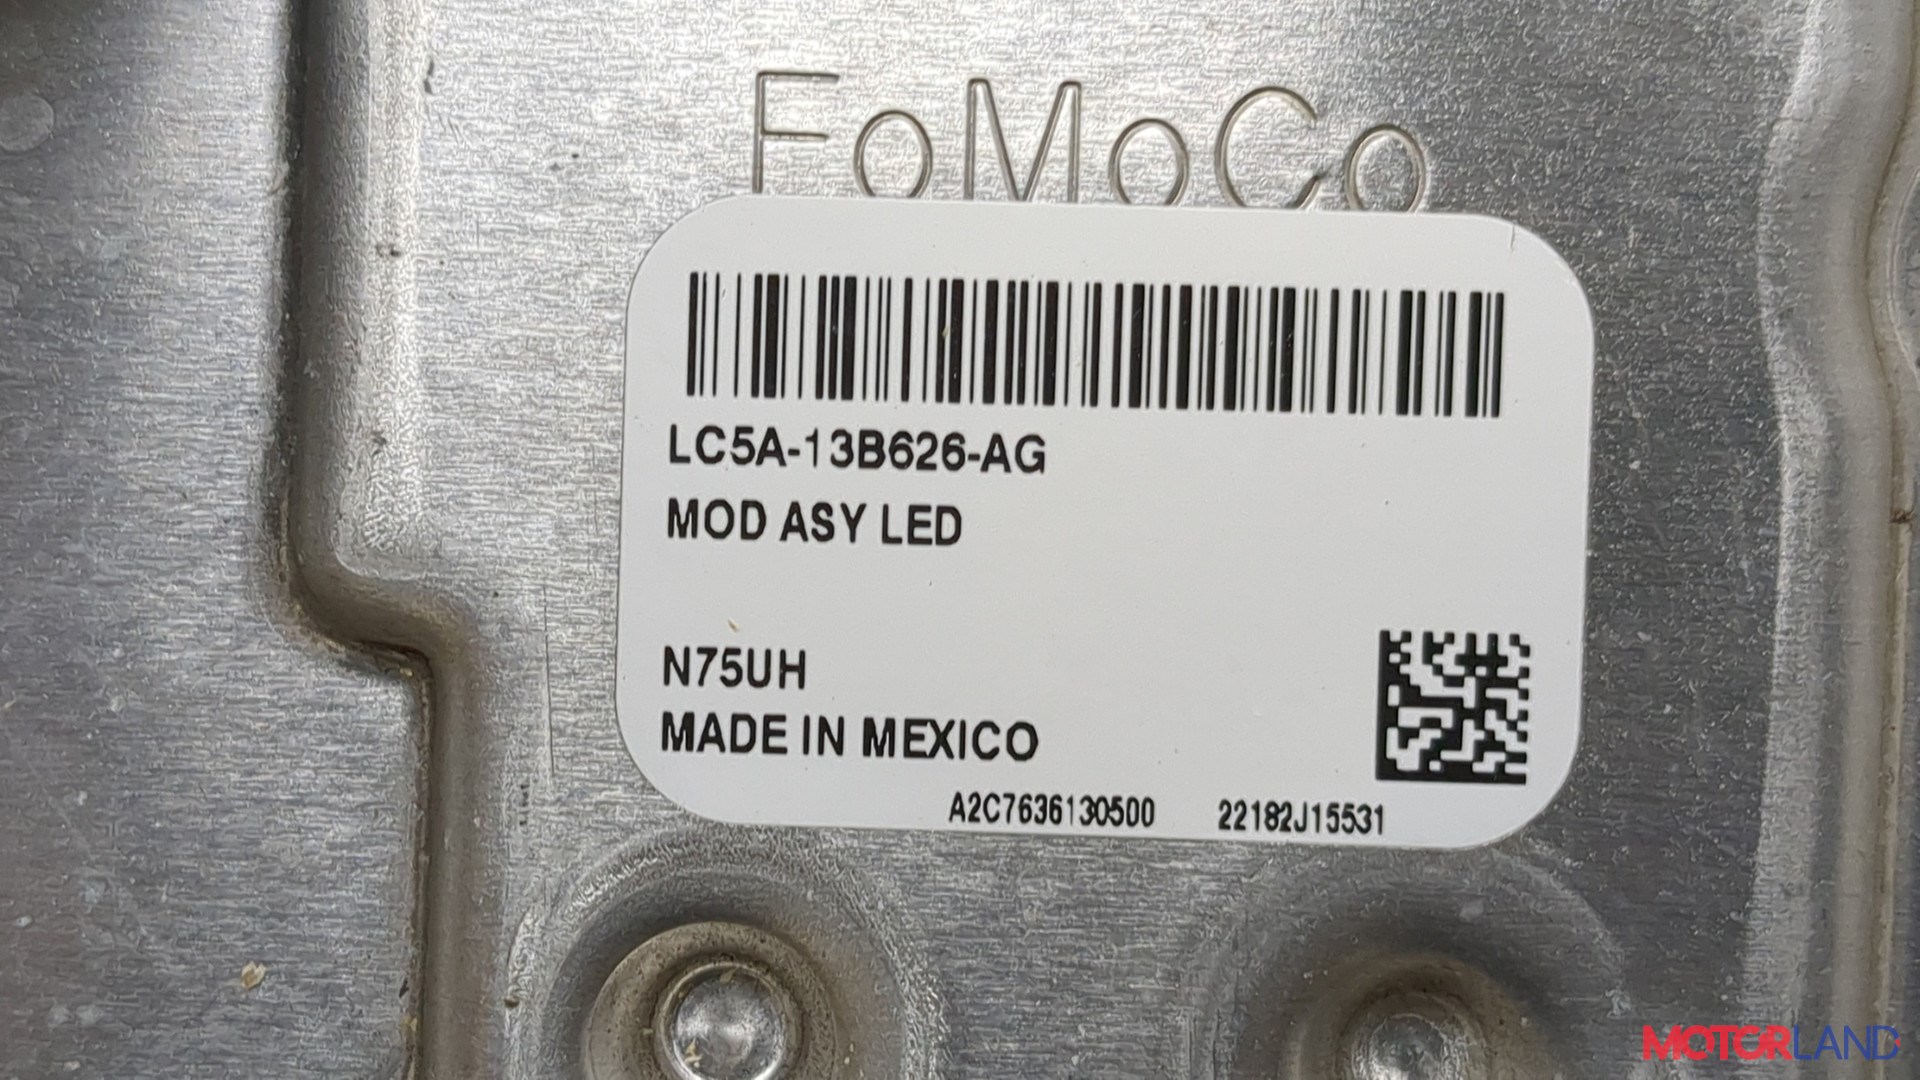 FoMoCo
LC5A-13B626-AG
MOD ASY LED
N75UH
MADE IN MEXICO
A2C7636130500 22182J15531
MOTORLAND